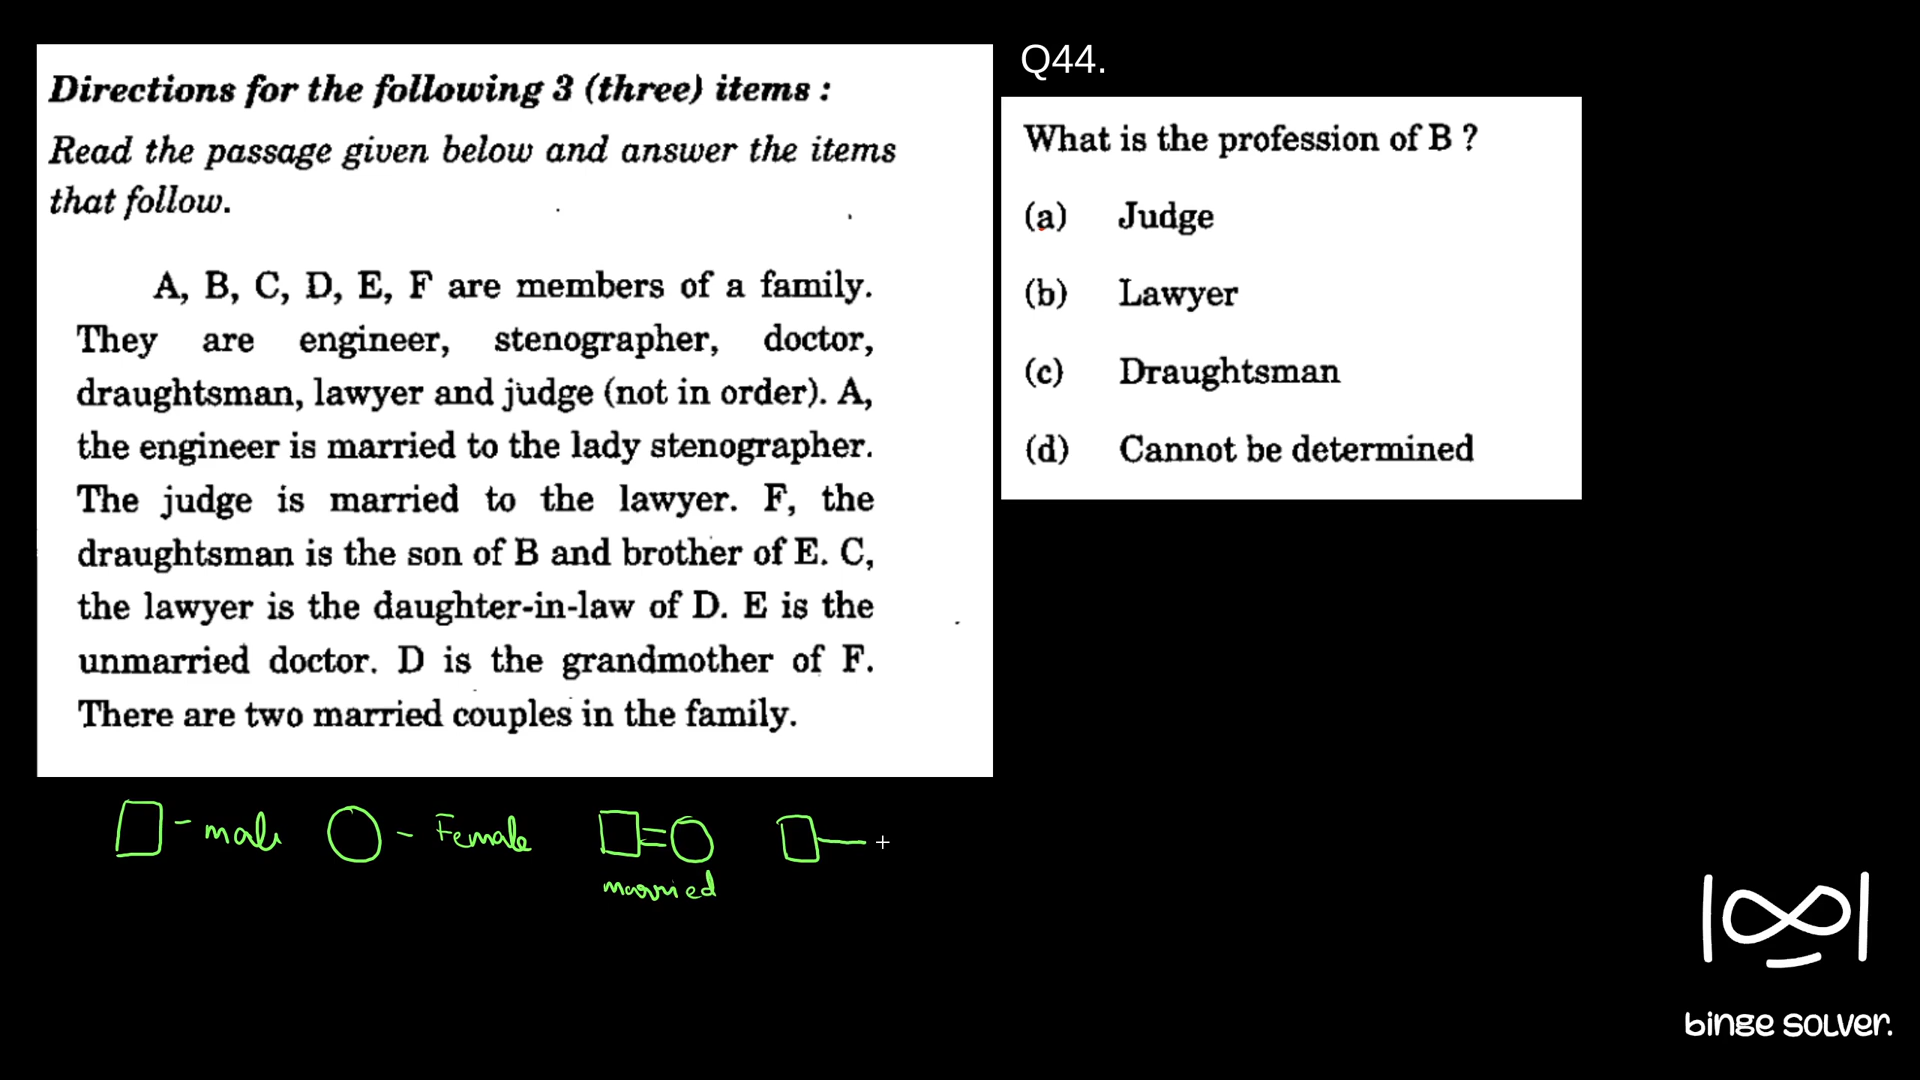 Directions for the following 3 (three) items :
Read the passage given below and answer the items
that follow.
A, B, C, D, E, F are members of a family.
They are engineer, stenographer, doctor,
draughtsman, lawyer and judge (not in order). A,
the engineer is married to the lady stenographer.
The judge is married to the lawyer. F, the
draughtsman is the son of B and brother of E. C,
the lawyer is the daughter-in-law of D. E is the
unmarried doctor. D is the grandmother of F.
There are two married couples in the family.
Q44.
What is the profession of B ?
(a) Judge
(b) Lawyer
(c) Draughtsman
(d) Cannot be determined
- male
- Female
married
binge solver.